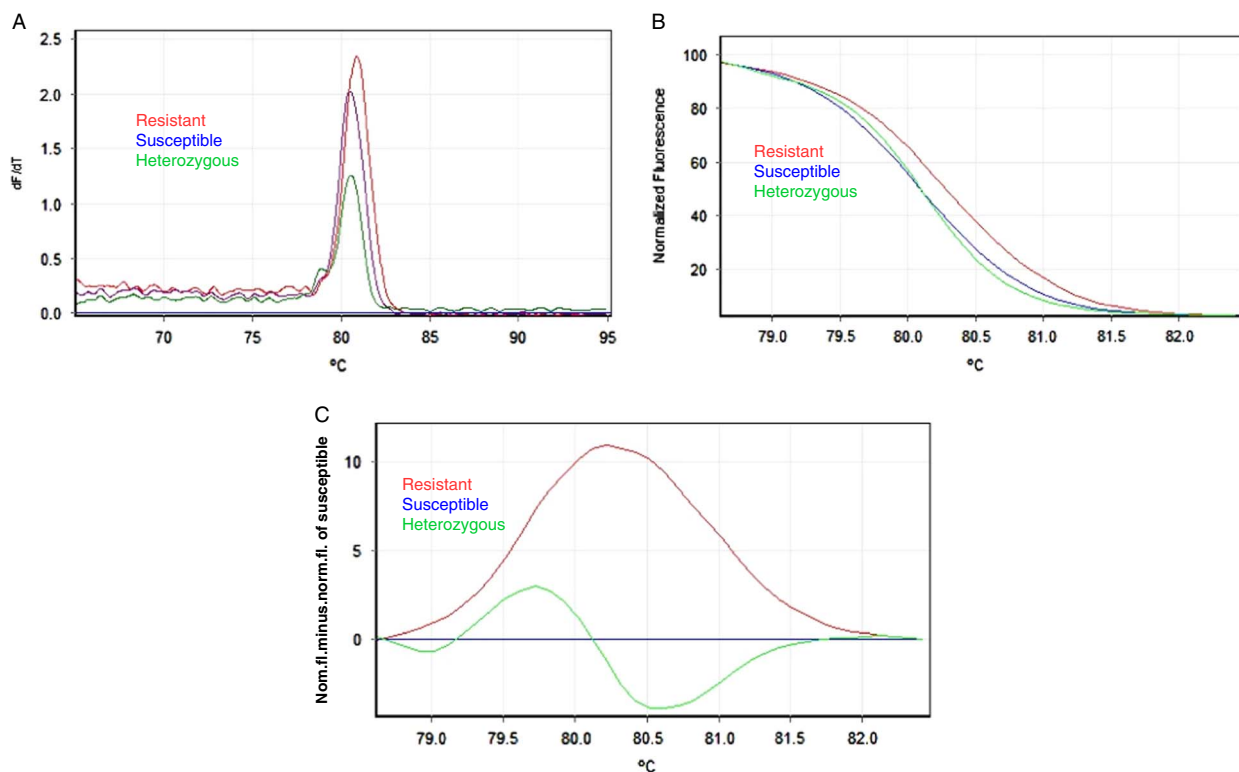 A
2.5
2.0
1.5
1.0
0.5
0.0
dF/dT
Resistant
Susceptible
Heterozygous
70
75
80
85
90
95
ºC
B
100
80
60
40
20
Normalized Fluorescence
Resistant
Susceptible
Heterozygous
79.0
79.5
80.0
80.5
81.0
81.5
82.0
ºC
C
10
5
0
Nom.fl.minus.norm.fl. of susceptible
Resistant
Susceptible
Heterozygous
79.0
79.5
80.0
80.5
81.0
81.5
82.0
ºC